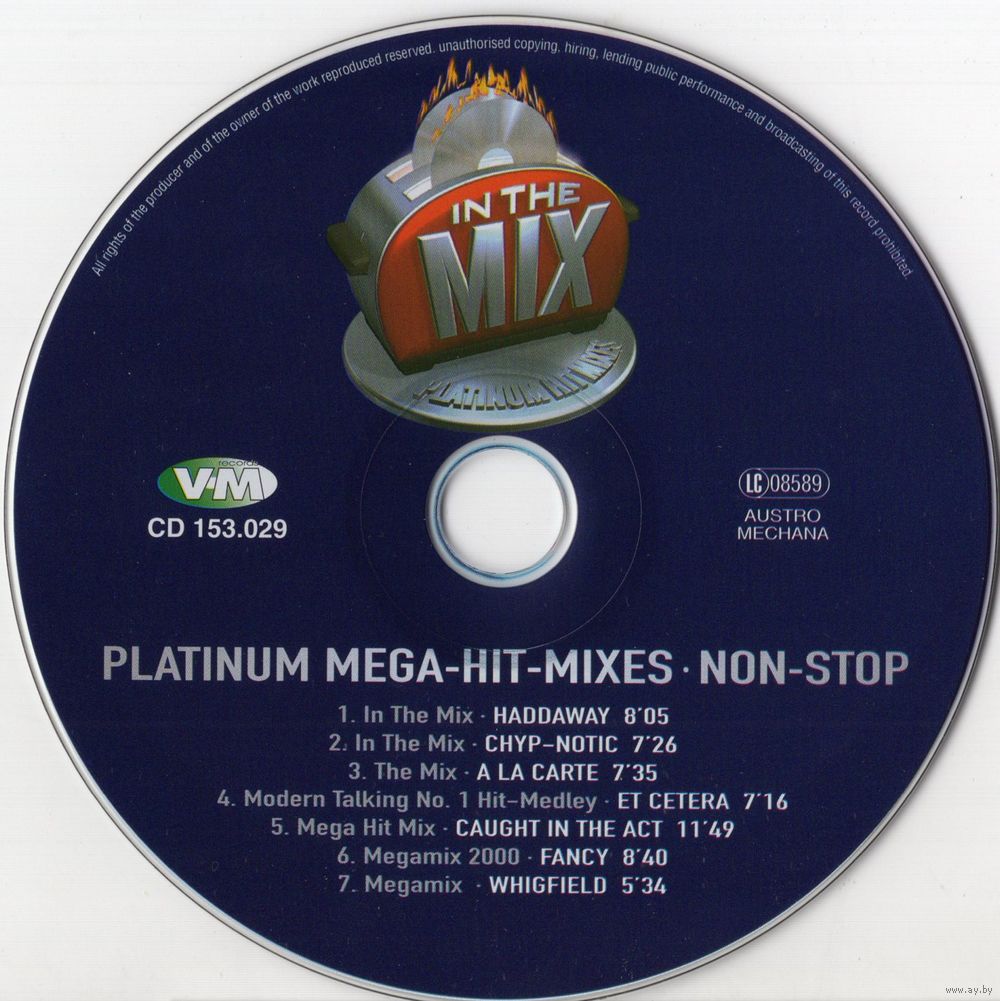 All rights of the producer and of the owner of the work reproduced reserved. unauthorised copying. hiring, lending public performance and broadcasting of this record prohibited.
IN THE
MIX
PLATINUM HIT MIXES
records
V·M
CD 153.029
LC 08589
AUSTRO
MECHANA
PLATINUM MEGA-HIT-MIXES · NON-STOP
1. In The Mix · HADDAWAY 8'05
2. In The Mix · CHYP-NOTIC 7'26
3. The Mix · A LA CARTE 7'35
4. Modern Talking No. 1 Hit-Medley · ET CETERA 7'16
5. Mega Hit Mix · CAUGHT IN THE ACT 11'49
6. Megamix 2000 · FANCY 8'40
7. Megamix · WHIGFIELD 5'34
www.ay.by